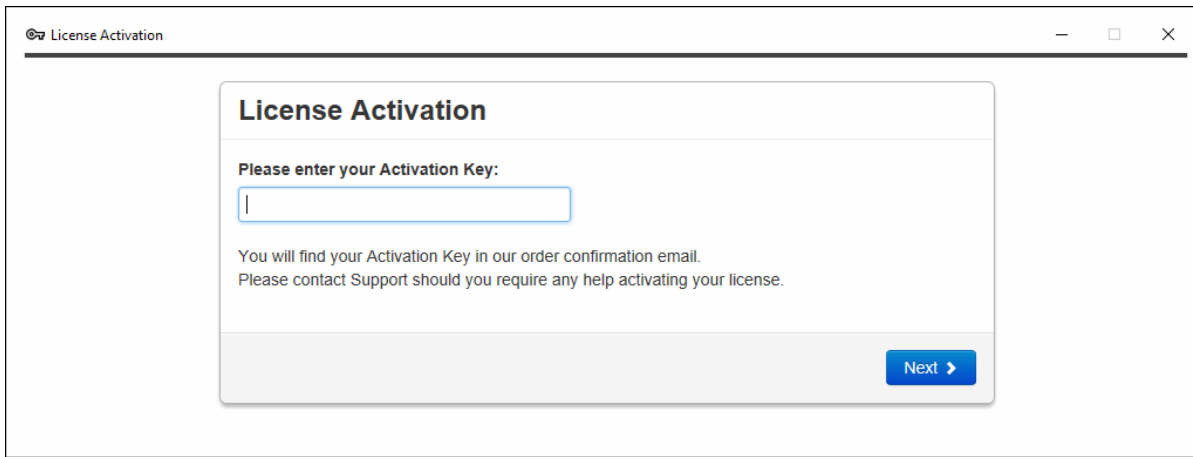 License Activation
License Activation
Please enter your Activation Key:
You will find your Activation Key in our order confirmation email.
Please contact Support should you require any help activating your license.
Next